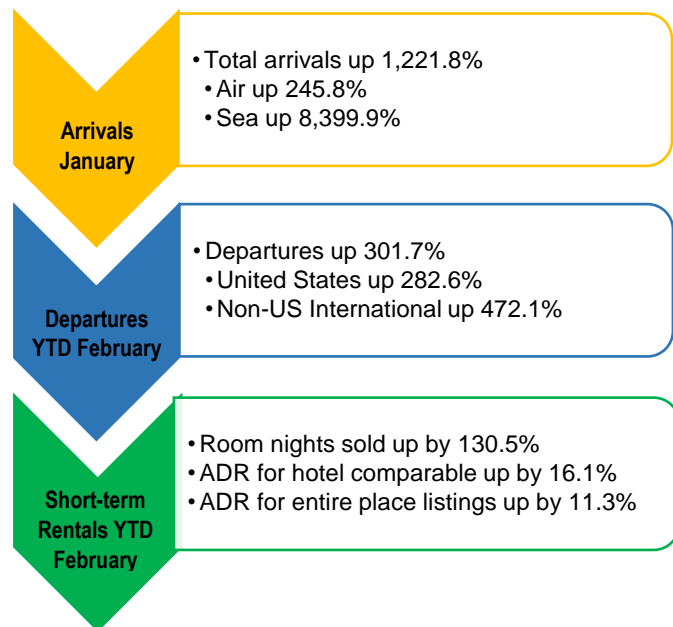 Arrivals
January
• Total arrivals up 1,221.8%
• Air up 245.8%
• Sea up 8,399.9%
Departures
YTD February
• Departures up 301.7%
• United States up 282.6%
• Non-US International up 472.1%
Short-term
Rentals YTD
February
• Room nights sold up by 130.5%
• ADR for hotel comparable up by 16.1%
• ADR for entire place listings up by 11.3%